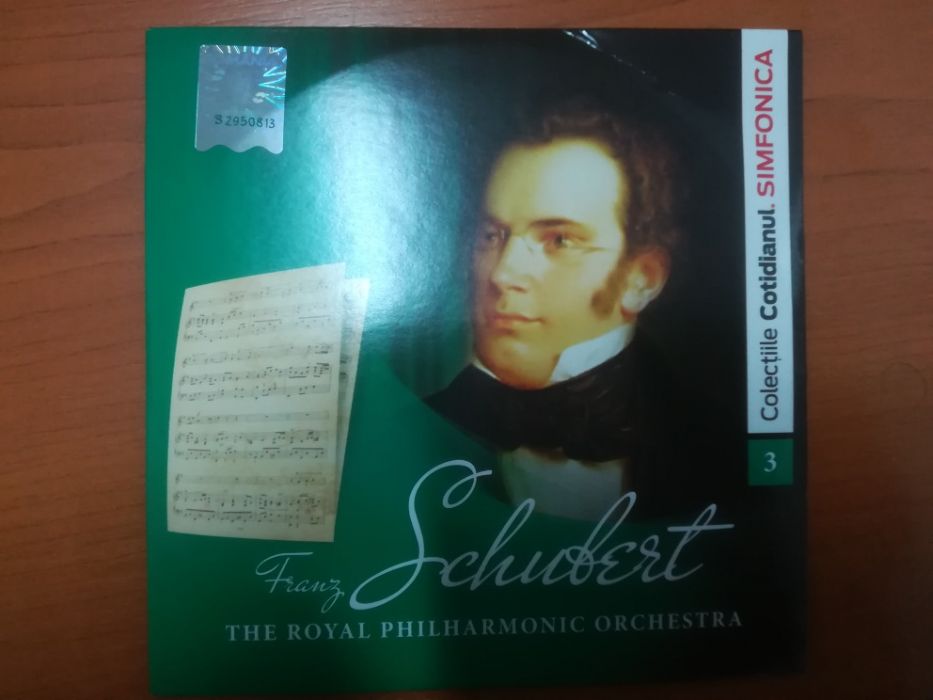 S2950813
Colecțiile Cotidianul. SIMFONICA
3
Franz Schubert
THE ROYAL PHILHARMONIC ORCHESTRA